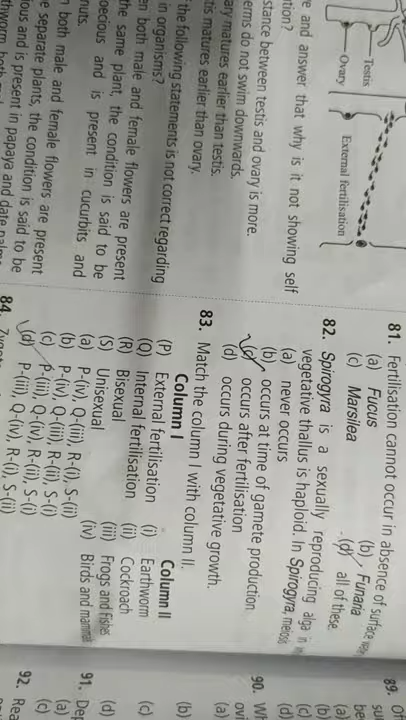 Testis
Ovary
External fertilisation
e and answer that why is it not showing self
tion?
stance between testis and ovary is more.
erms do not swim downwards.
ary matures earlier than testis.
tis matures earlier than ovary.
the following statements is not correct regarding
in organisms?
en both male and female flowers are present
the same plant, the condition is said to be
oecious and is present in cucurbits and
nuts.
both male and female flowers are present
e separate plants, the condition is said to be
ious and is present in papaya and date palms
81. Fertilisation cannot occur in absence of surface
(a) Fucus (b) Funaria
(c) Marsilea (d) all of these.
82. Spirogyra is a sexually reproducing alga in
vegetative thallus is haploid. In Spirogyra, meiosis
(a) never occurs
(b) occurs at time of gamete production
(c) occurs after fertilisation
(d) occurs during vegetative growth.
83. Match the column I with column II.
Column I Column II
(P) External fertilisation (i) Earthworm
(Q) Internal fertilisation (ii) Cockroach
(R) Bisexual (iii) Frogs and Fishes
(S) Unisexual (iv) Birds and mammals
(a) P-(iv), Q-(iii), R-(i), S-(ii)
(b) P-(iv), Q-(iii), R-(ii), S-(i)
(c) P-(iii), Q-(iv), R-(ii), S-(i)
(d) P-(iii), Q-(iv), R-(i), S-(ii)
84.
89. Of
su
be
(a)
(b)
(c)
(d)
90. W
ovi
(a)
(b)
(c)
(d)
91. Dep
(a)
(c)
92. Rea